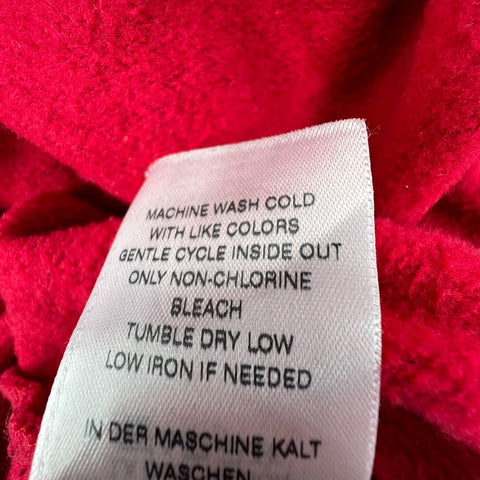 MACHINE WASH COLD
WITH LIKE COLORS
GENTLE CYCLE INSIDE OUT
ONLY NON-CHLORINE
BLEACH
TUMBLE DRY LOW
LOW IRON IF NEEDED
IN DER MASCHINE KALT
WASCHEN